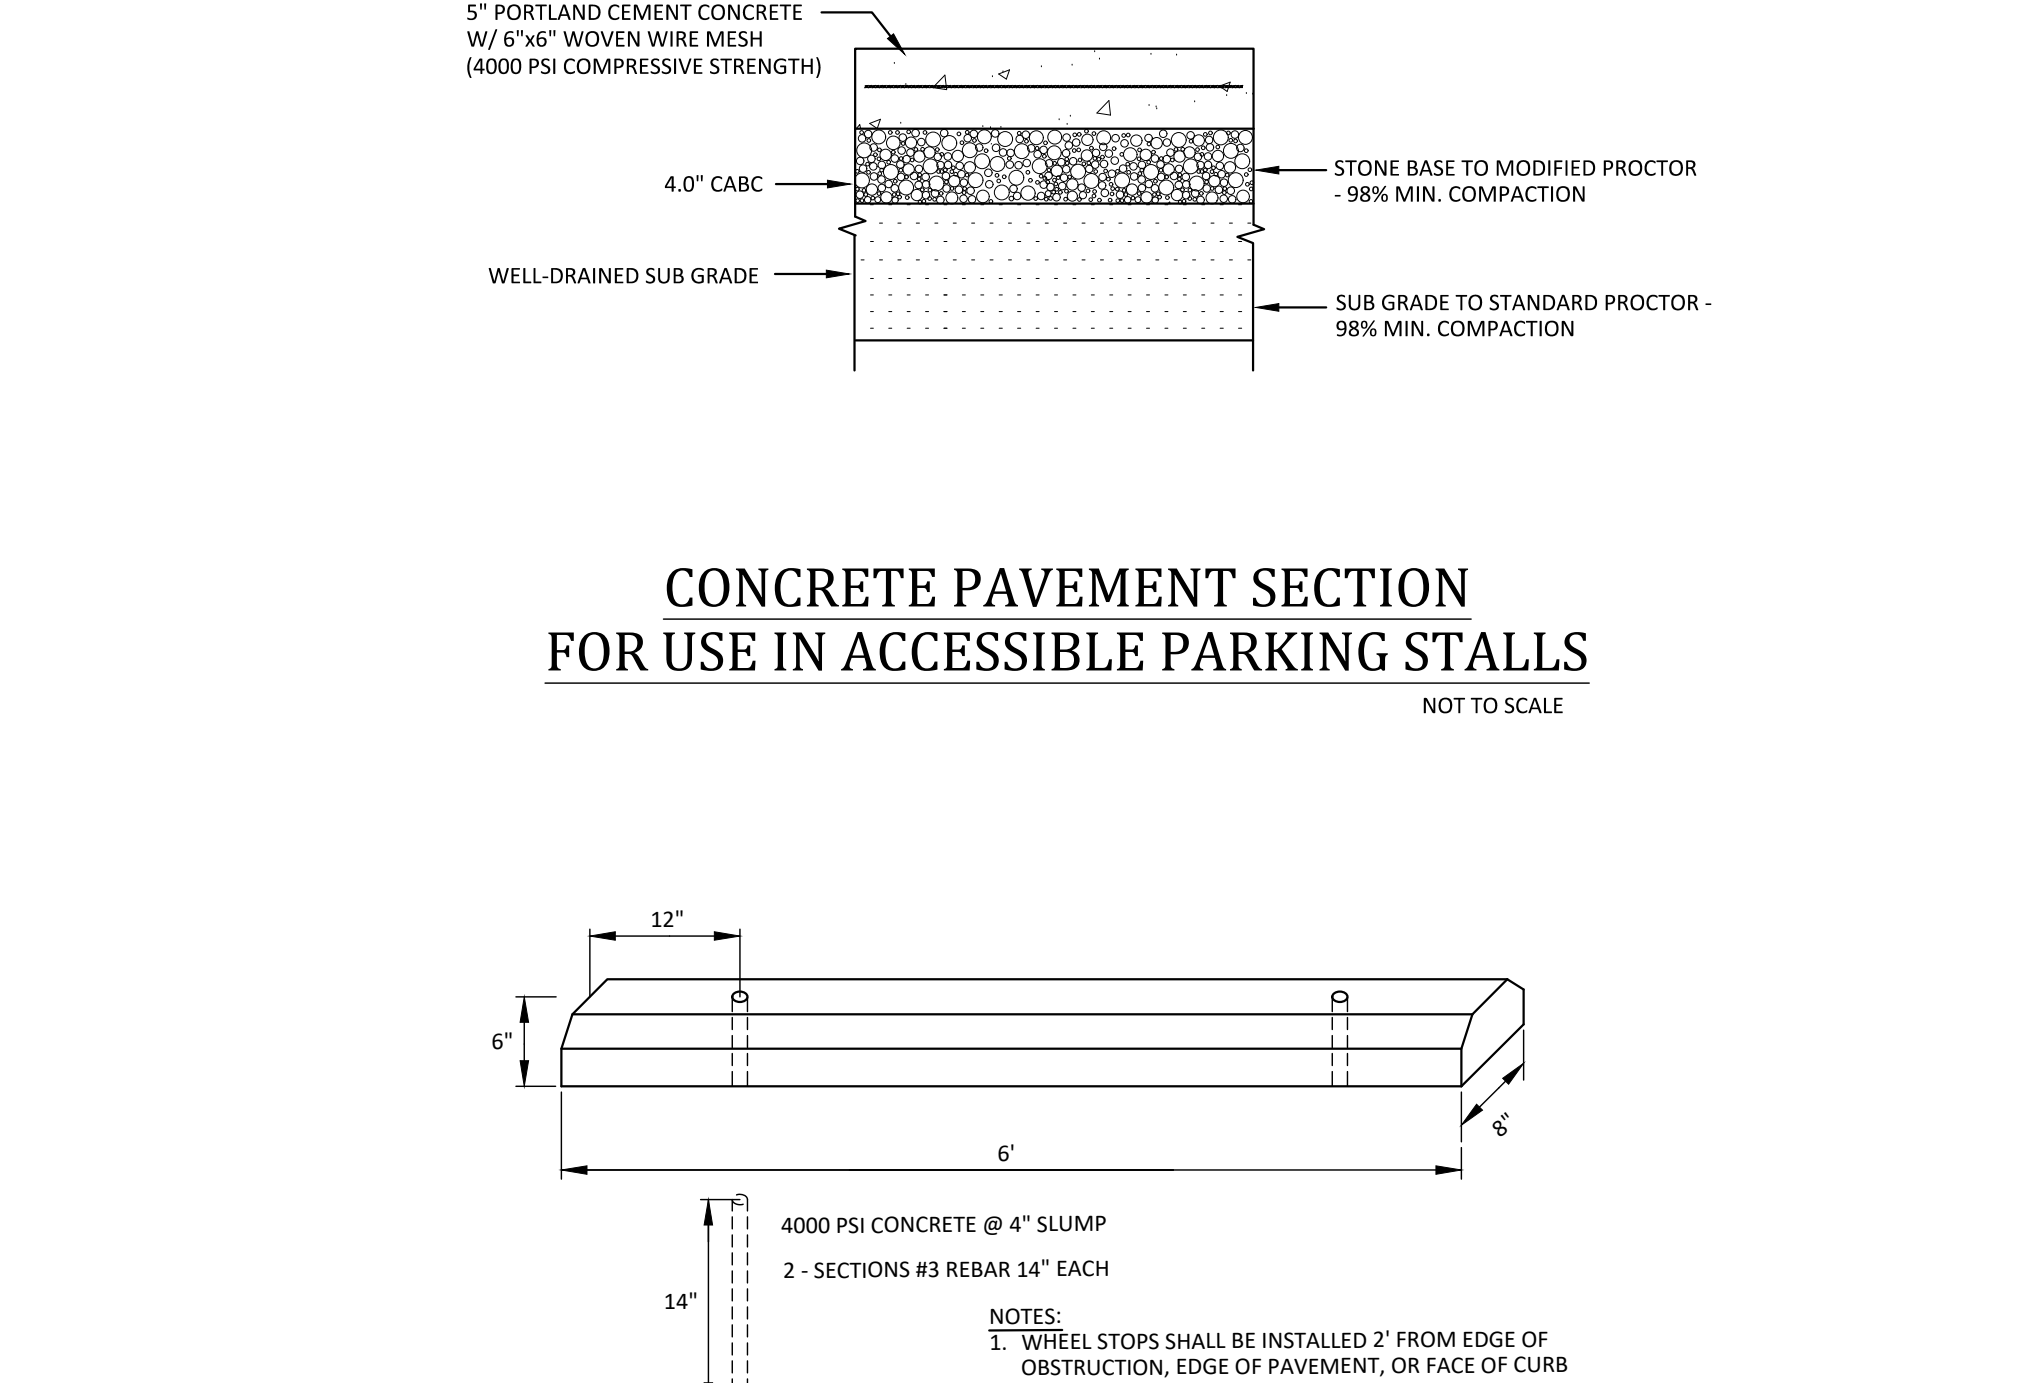 5" PORTLAND CEMENT CONCRETE
W/ 6"x6" WOVEN WIRE MESH
(4000 PSI COMPRESSIVE STRENGTH)
4.0" CABC
STONE BASE TO MODIFIED PROCTOR
- 98% MIN. COMPACTION
WELL-DRAINED SUB GRADE
SUB GRADE TO STANDARD PROCTOR -
98% MIN. COMPACTION
CONCRETE PAVEMENT SECTION
FOR USE IN ACCESSIBLE PARKING STALLS
NOT TO SCALE
12"
6"
8"
6'
4000 PSI CONCRETE @ 4" SLUMP
2 - SECTIONS #3 REBAR 14" EACH
14"
NOTES:
1. WHEEL STOPS SHALL BE INSTALLED 2' FROM EDGE OF
OBSTRUCTION, EDGE OF PAVEMENT, OR FACE OF CURB